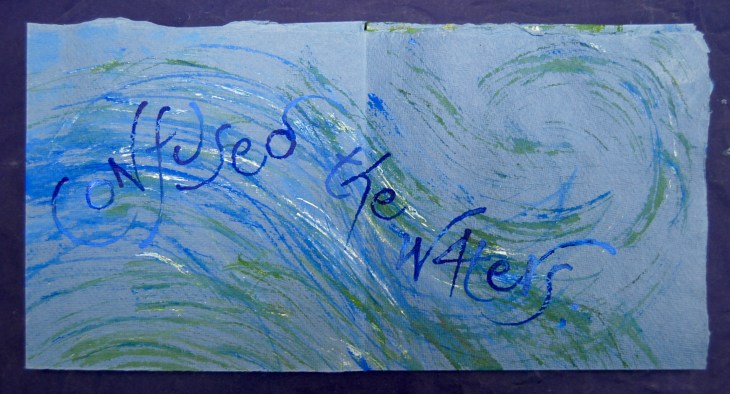 confused the waters.